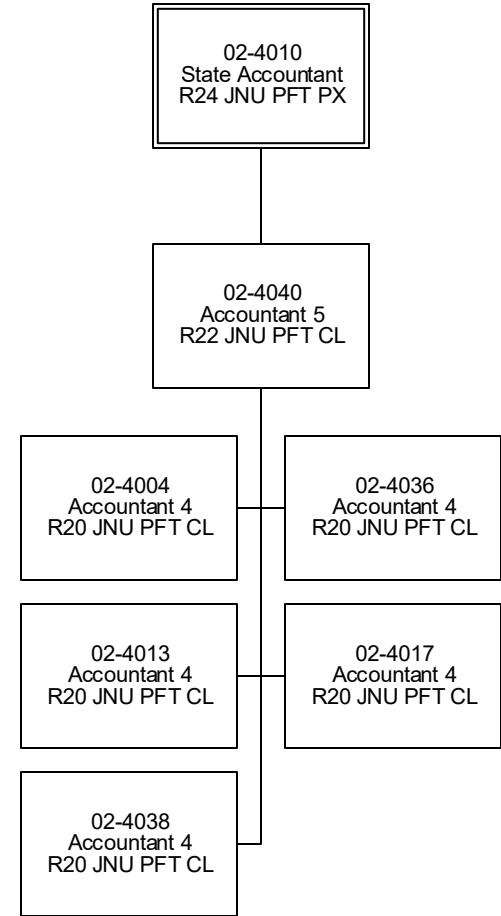 02-4010
State Accountant
R24 JNU PFT PX
02-4040
Accountant 5
R22 JNU PFT CL
02-4004
Accountant 4
R20 JNU PFT CL
02-4036
Accountant 4
R20 JNU PFT CL
02-4013
Accountant 4
R20 JNU PFT CL
02-4017
Accountant 4
R20 JNU PFT CL
02-4038
Accountant 4
R20 JNU PFT CL